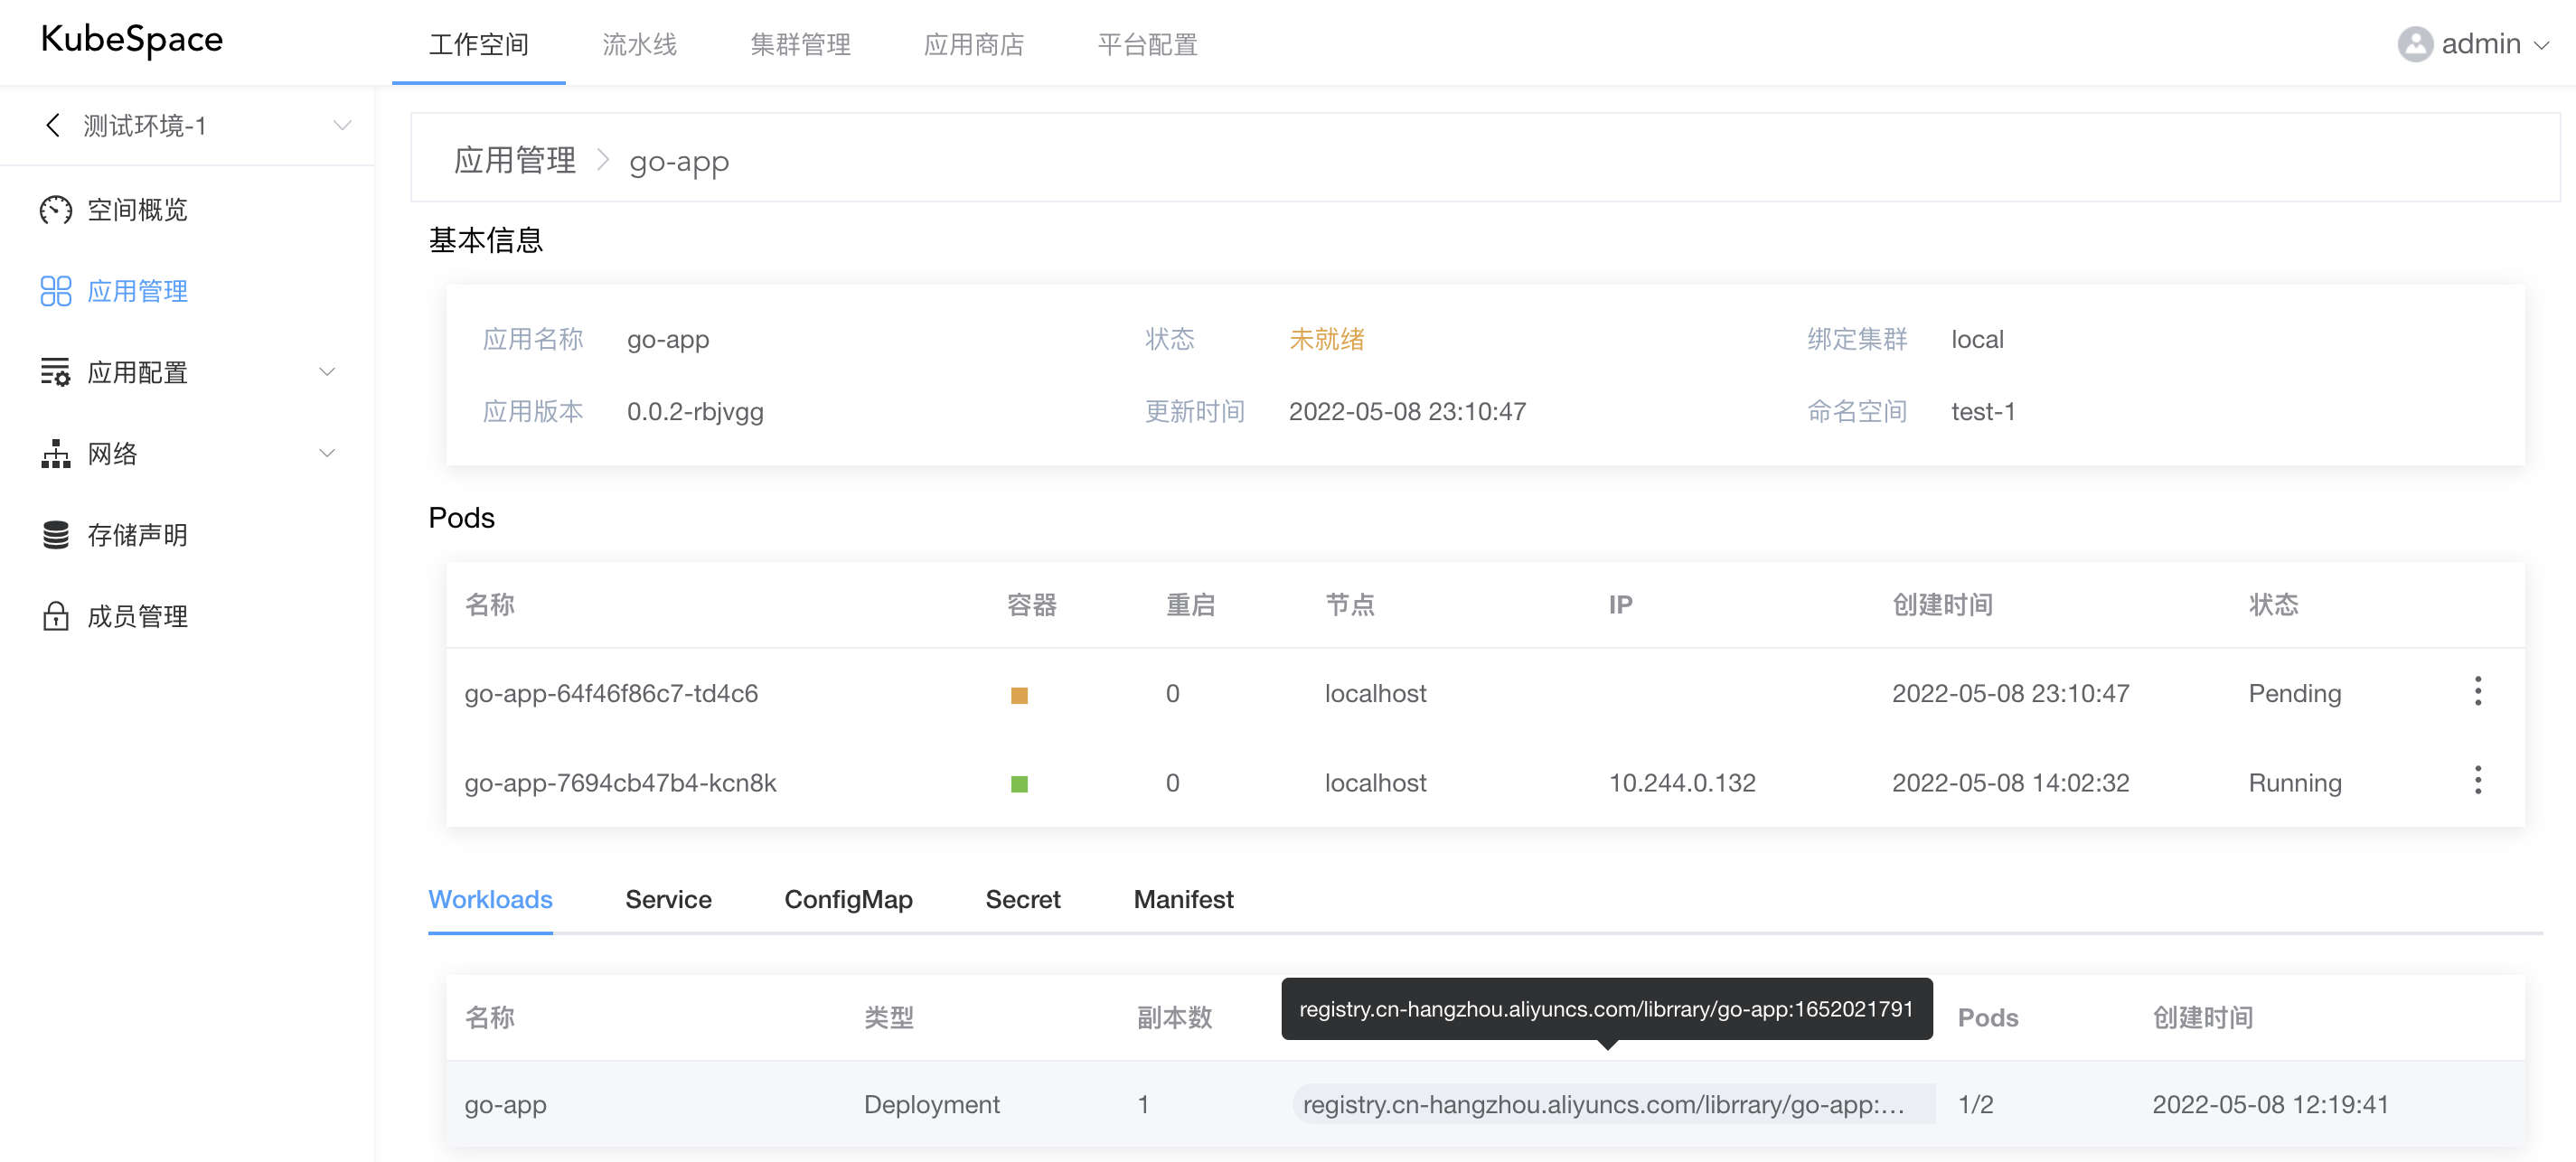 KubeSpace
工作空间 流水线 集群管理 应用商店 平台配置
admin
测试环境-1
空间概览
应用管理
应用配置
网络
存储声明
成员管理
应用管理 go-app
基本信息
应用名称 go-app 状态 未就绪 绑定集群 local
应用版本 0.0.2-rbjvgg 更新时间 2022-05-08 23:10:47 命名空间 test-1
Pods
名称 容器 重启 节点 IP 创建时间 状态
go-app-64f46f86c7-td4c6 0 localhost 2022-05-08 23:10:47 Pending
go-app-7694cb47b4-kcn8k 0 localhost 10.244.0.132 2022-05-08 14:02:32 Running
Workloads Service ConfigMap Secret Manifest
registry.cn-hangzhou.aliyuncs.com/librrary/go-app:1652021791
名称 类型 副本数 Pods 创建时间
go-app Deployment 1 registry.cn-hangzhou.aliyuncs.com/librrary/go-app:... 1/2 2022-05-08 12:19:41